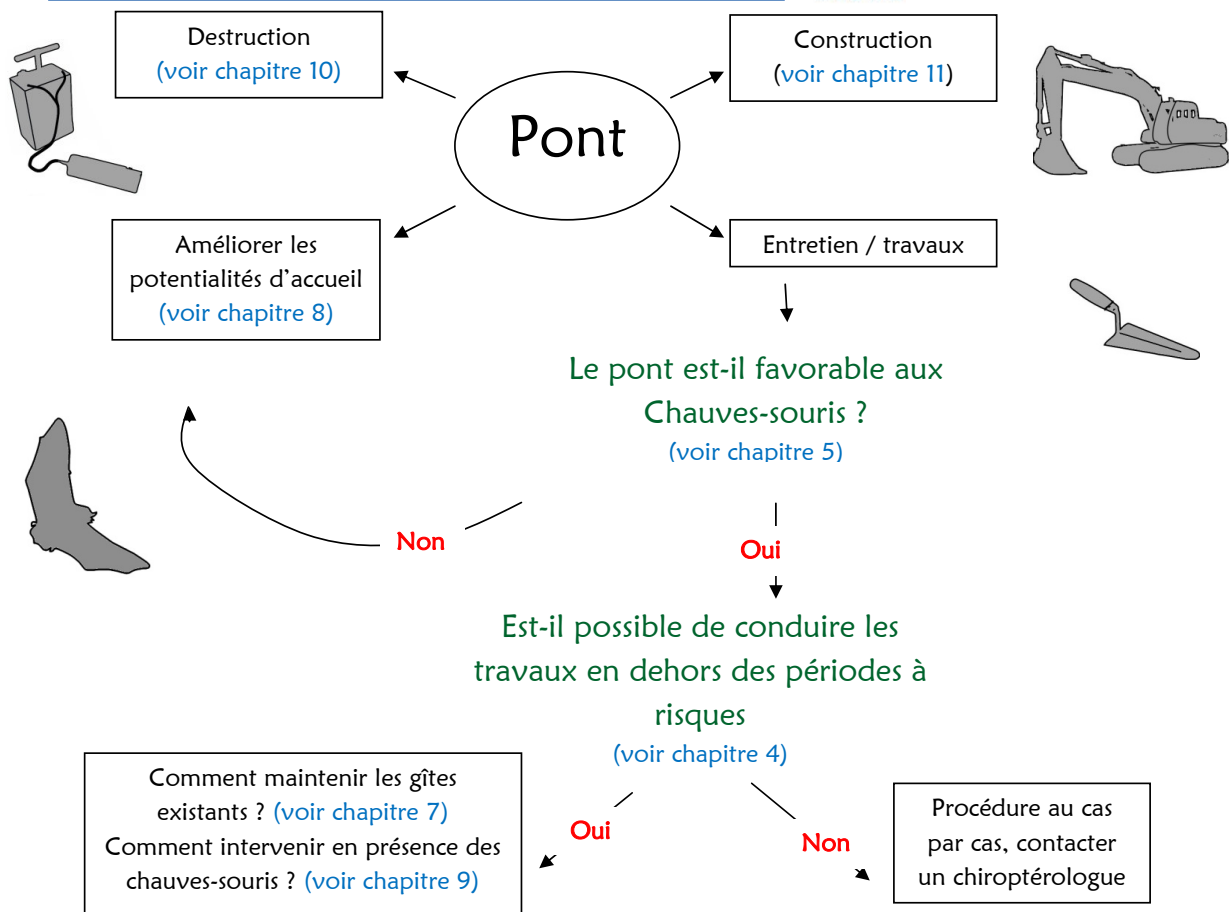 Destruction
(voir chapitre 10)
Construction
(voir chapitre 11)
Pont
Améliorer les
potentialités d’accueil
(voir chapitre 8)
Entretien / travaux
Le pont est-il favorable aux
Chauves-souris ?
(voir chapitre 5)
Non
Oui
Est-il possible de conduire les
travaux en dehors des périodes à
risques
(voir chapitre 4)
Comment maintenir les gîtes
existants ? (voir chapitre 7)
Comment intervenir en présence des
chauves-souris ? (voir chapitre 9)
Oui
Non
Procédure au cas
par cas, contacter
un chiroptérologue